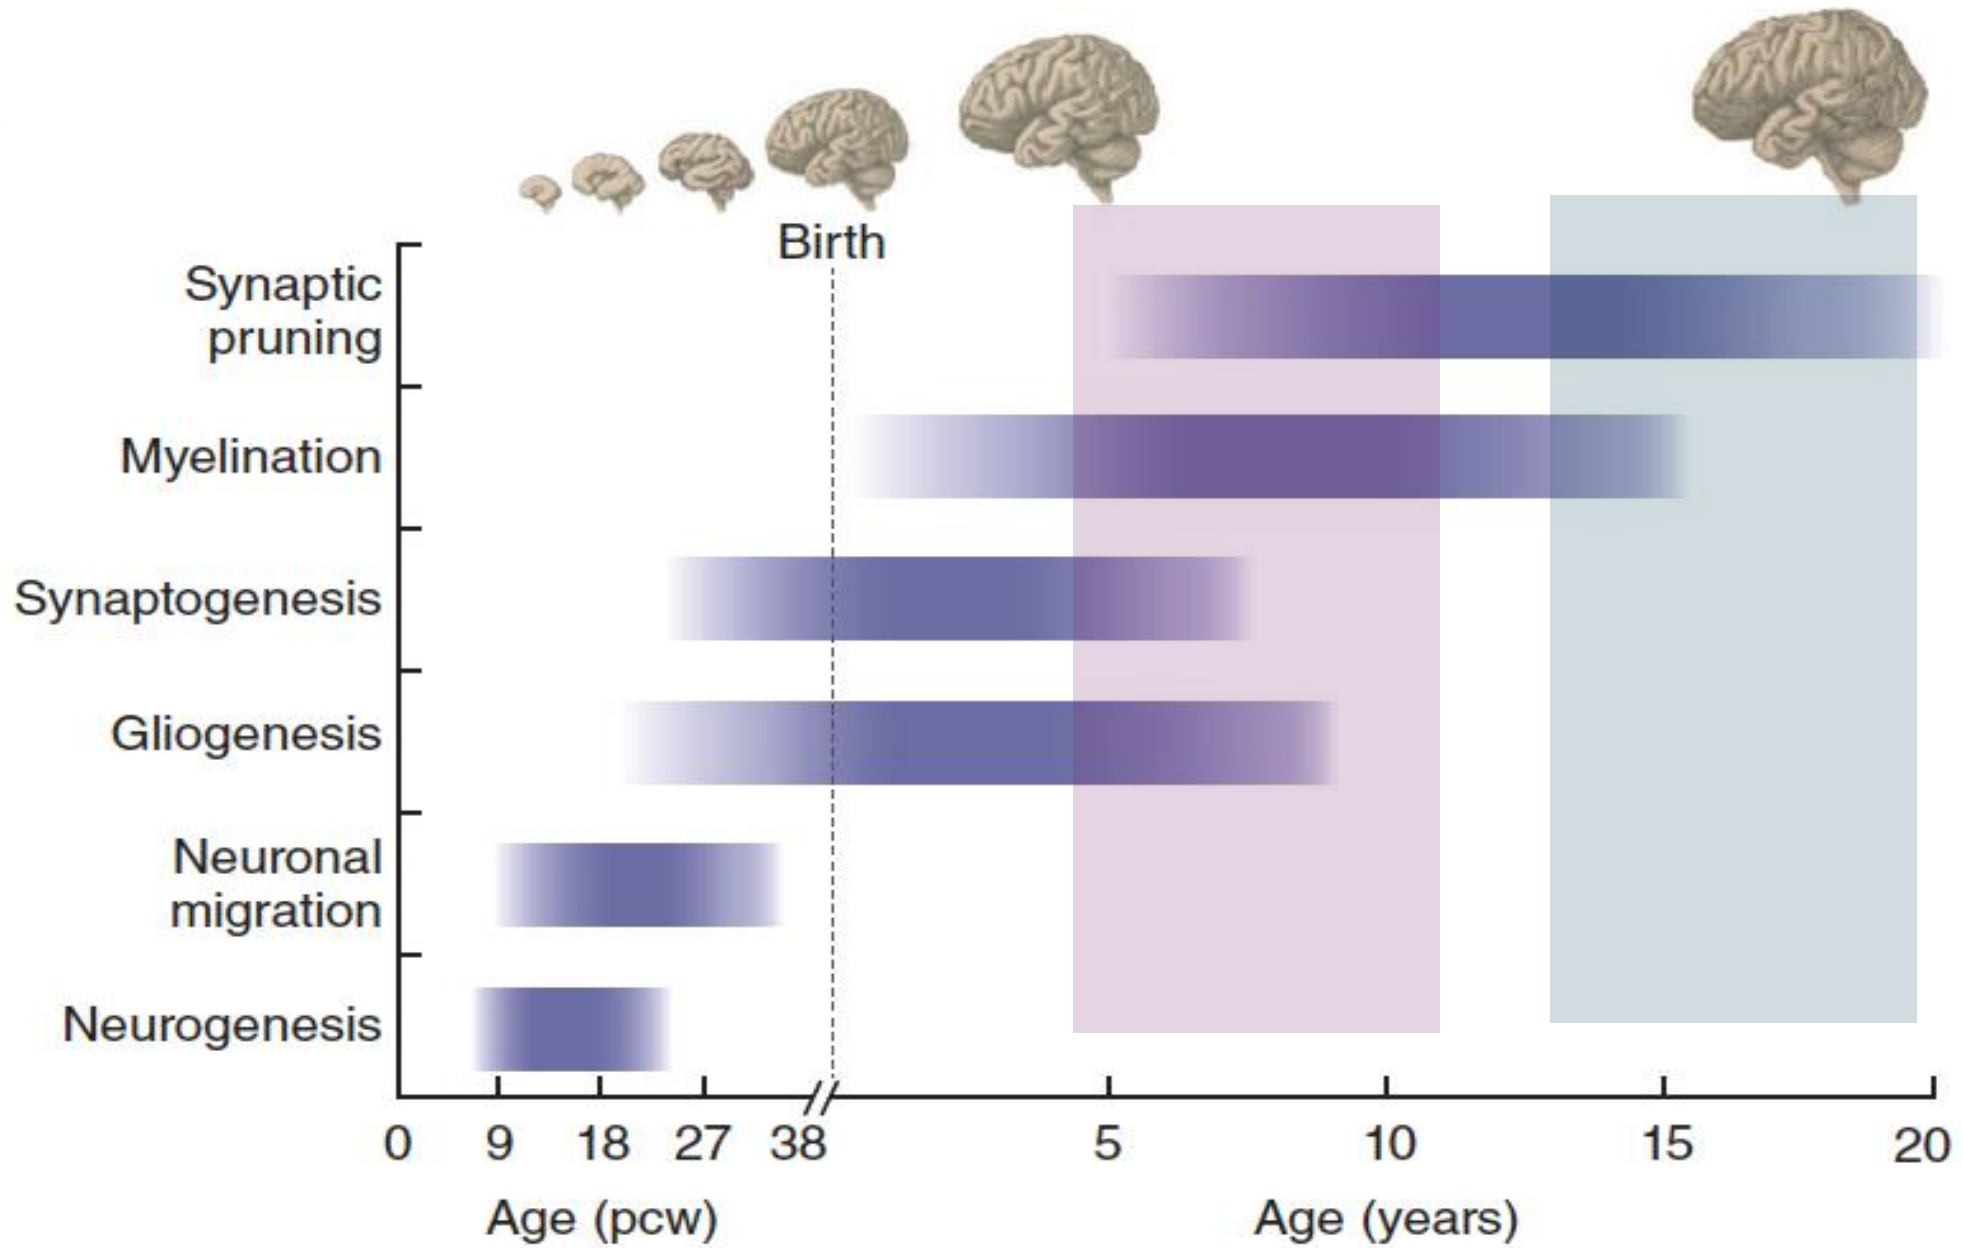 Birth
Synaptic
pruning
Myelination
Synaptogenesis
Gliogenesis
Neuronal
migration
Neurogenesis
0 9 18 27 38 5 10 15 20
Age (pcw) Age (years)